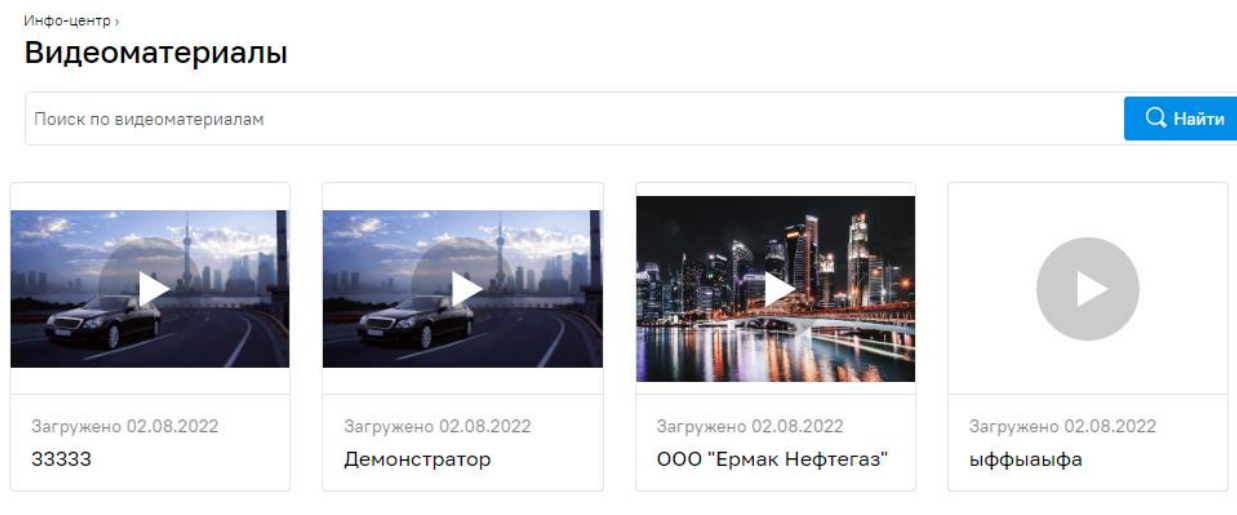 Инфо-центр ›
Видеоматериалы
Поиск по видеоматериалам
Найти
Загружено 02.08.2022
33333
Загружено 02.08.2022
Демонстратор
Загружено 02.08.2022
ООО "Ермак Нефтегаз"
Загружено 02.08.2022
ыффыаыфа